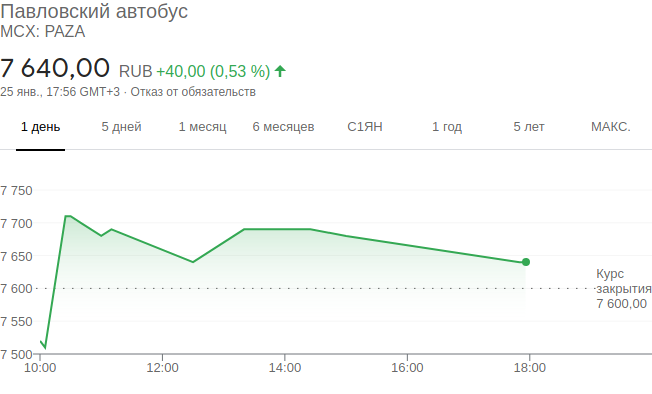 Павловский автобус
MCX: PAZA
7 640,00 RUB +40,00 (0,53 %)
25 янв., 17:56 GMT+3 · Отказ от обязательств
1 день 5 дней 1 месяц 6 месяцев С1ЯН 1 год 5 лет МАКС.
7 750
7 700
7 650
Курс
закрытия
7 600,00
7 600
7 550
7 500
10:00 12:00 14:00 16:00 18:00